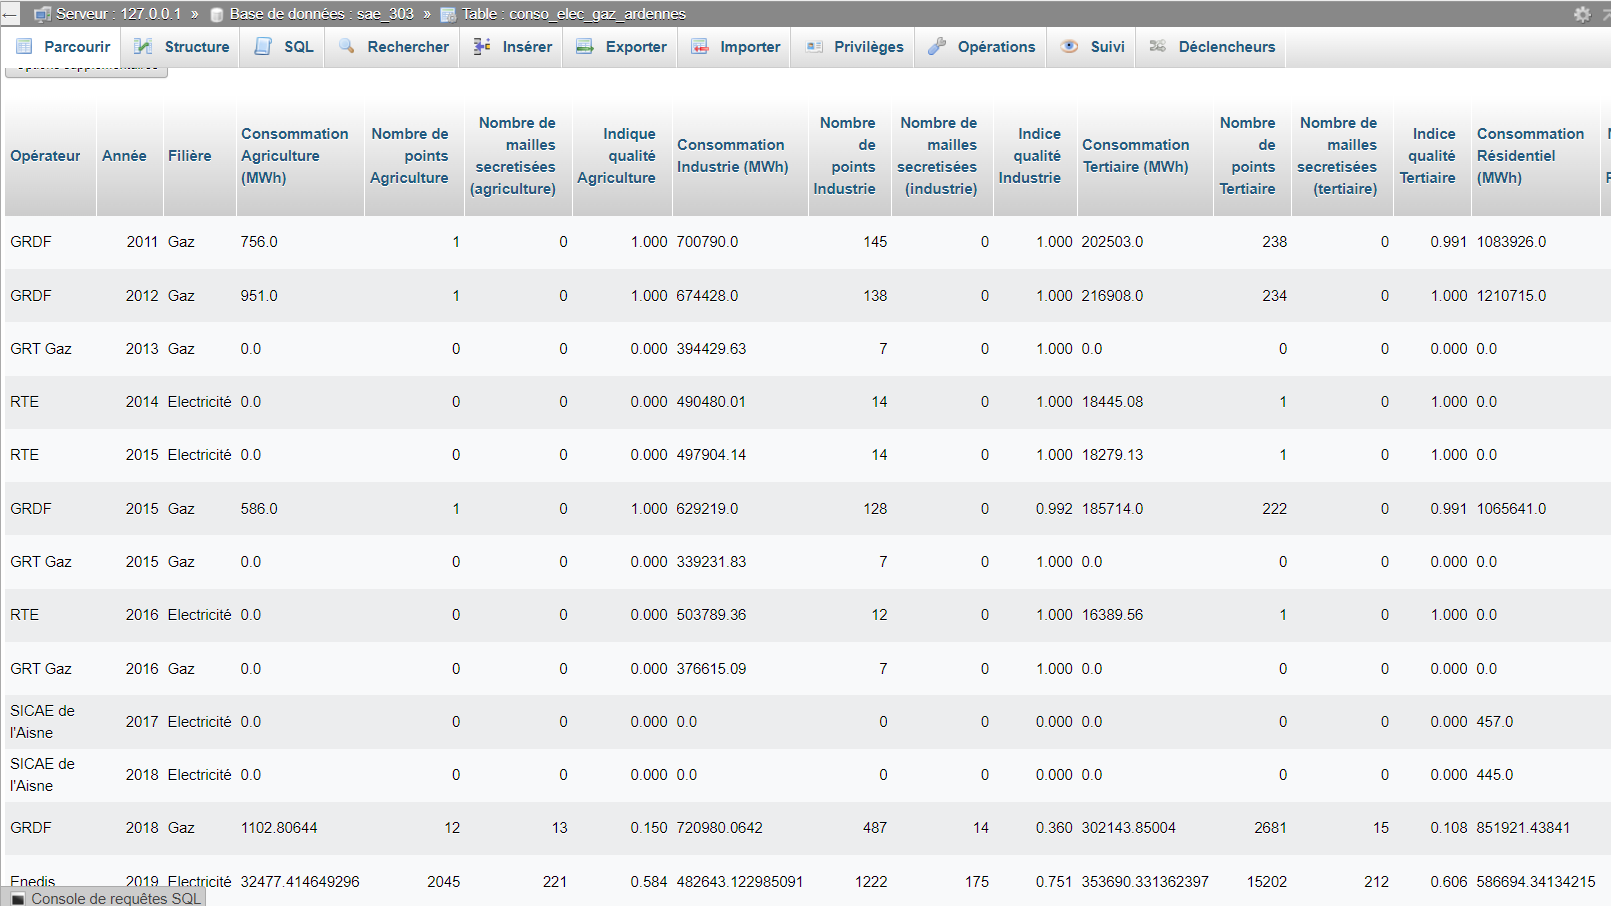 Serveur : 127.0.0.1 » Base de données : sae_303 » Table : conso_elec_gaz_ardennes
Parcourir Structure SQL Rechercher Insérer Exporter Importer Privilèges Opérations Suivi Déclencheurs
Options supplémentaires
Opérateur
Année
Filière
Consommation
Agriculture
(MWh)
Nombre de
points
Agriculture
Nombre de
mailles
secretisées
(agriculture)
Indique
qualité
Agriculture
Consommation
Industrie (MWh)
Nombre
de
points
Industrie
Nombre de
mailles
secretisées
(industrie)
Indice
qualité
Industrie
Consommation
Tertiaire (MWh)
Nombre
de
points
Tertiaire
Nombre de
mailles
secretisées
(tertiaire)
Indice
qualité
Tertiaire
Consommation
Résidentiel
(MWh)
GRDF 2011 Gaz 756.0 1 0 1.000 700790.0 145 0 1.000 202503.0 238 0 0.991 1083926.0
GRDF 2012 Gaz 951.0 1 0 1.000 674428.0 138 0 1.000 216908.0 234 0 1.000 1210715.0
GRT Gaz 2013 Gaz 0.0 0 0 0.000 394429.63 7 0 1.000 0.0 0 0 0.000 0.0
RTE 2014 Electricité 0.0 0 0 0.000 490480.01 14 0 1.000 18445.08 1 0 1.000 0.0
RTE 2015 Electricité 0.0 0 0 0.000 497904.14 14 0 1.000 18279.13 1 0 1.000 0.0
GRDF 2015 Gaz 586.0 1 0 1.000 629219.0 128 0 0.992 185714.0 222 0 0.991 1065641.0
GRT Gaz 2015 Gaz 0.0 0 0 0.000 339231.83 7 0 1.000 0.0 0 0 0.000 0.0
RTE 2016 Electricité 0.0 0 0 0.000 503789.36 12 0 1.000 16389.56 1 0 1.000 0.0
GRT Gaz 2016 Gaz 0.0 0 0 0.000 376615.09 7 0 1.000 0.0 0 0 0.000 0.0
SICAE de
l'Aisne 2017 Electricité 0.0 0 0 0.000 0.0 0 0 0.000 0.0 0 0 0.000 457.0
SICAE de
l'Aisne 2018 Electricité 0.0 0 0 0.000 0.0 0 0 0.000 0.0 0 0 0.000 445.0
GRDF 2018 Gaz 1102.80644 12 13 0.150 720980.0642 487 14 0.360 302143.85004 2681 15 0.108 851921.43841
Enedis 2019 Electricité 32477.414649296 2045 221 0.584 482643.122985091 1222 175 0.751 353690.331362397 15202 212 0.606 586694.34134215
Console de requêtes SQL